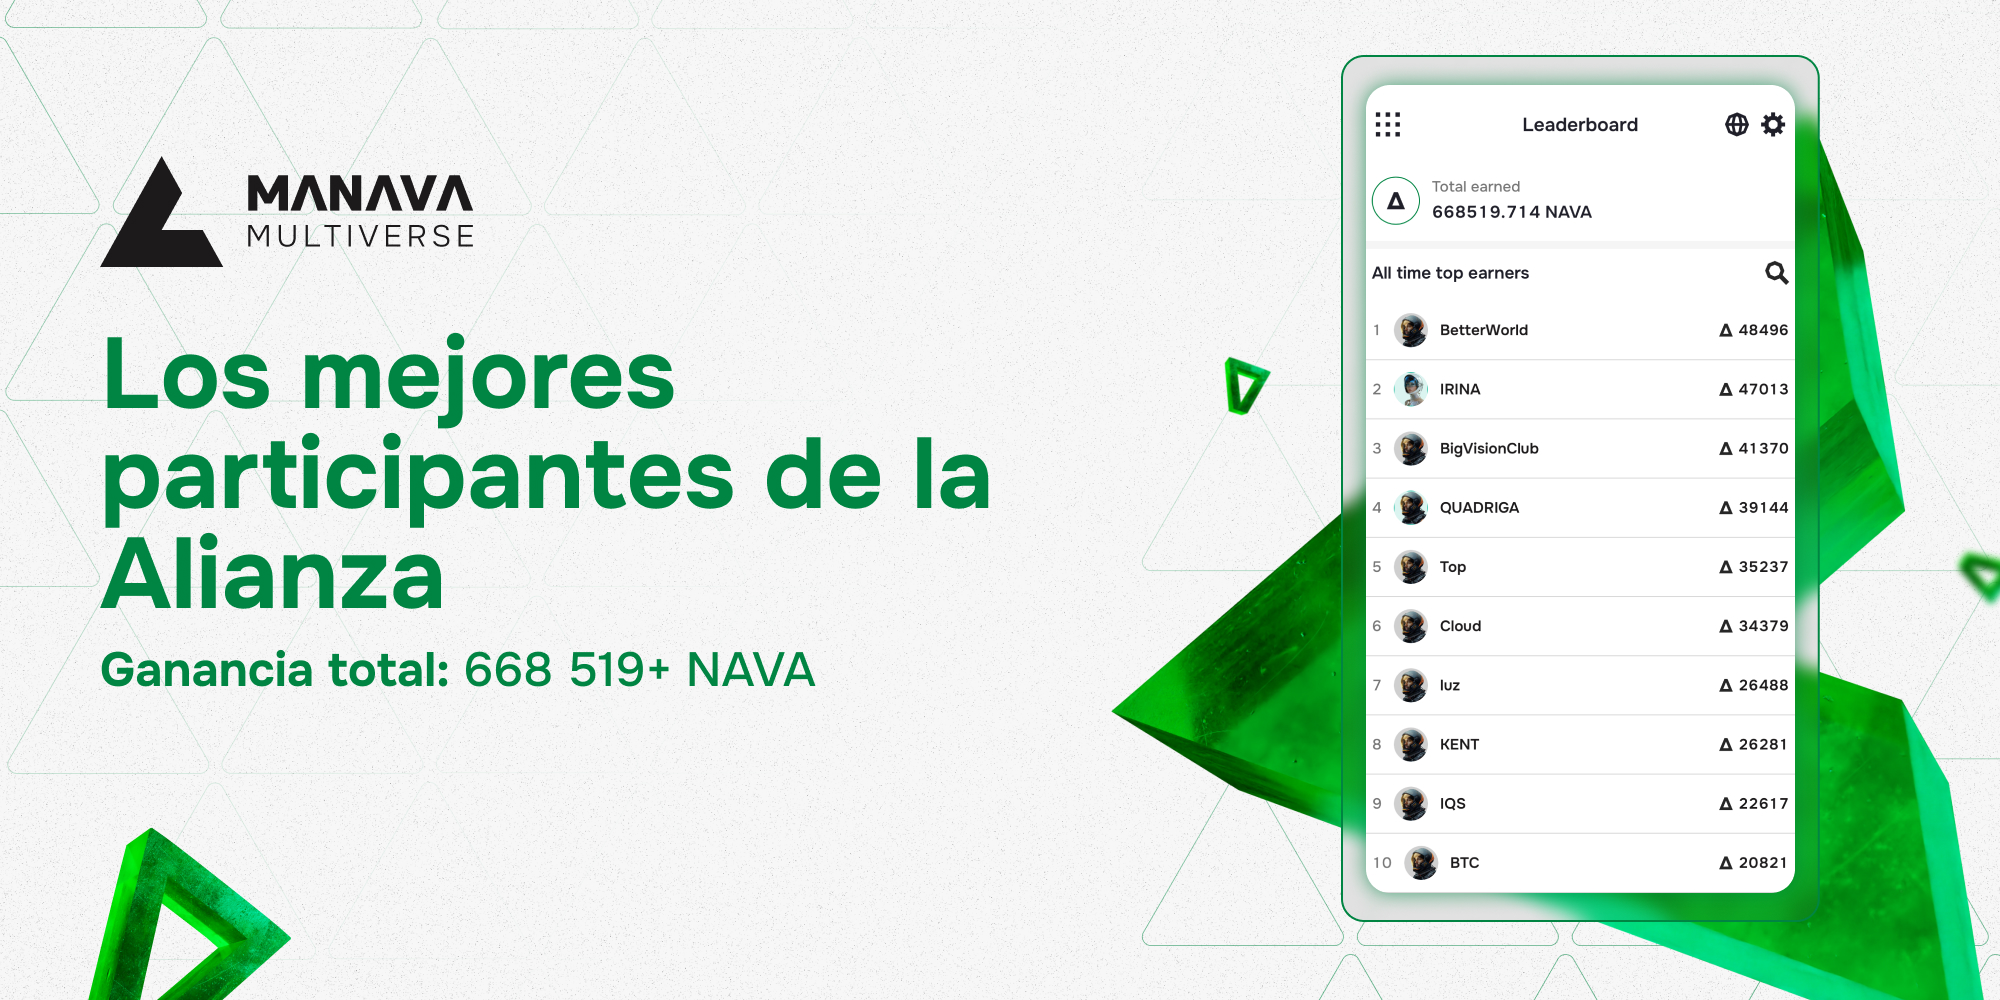 MANAVA
MULTIVERSE
Los mejores
participantes de la
Alianza
Ganancia total: 668 519+ NAVA
Leaderboard
Total earned
668519.714 NAVA
All time top earners
1 BetterWorld 48496
2 IRINA 47013
3 BigVisionClub 41370
4 QUADRIGA 39144
5 Top 35237
6 Cloud 34379
7 luz 26488
8 KENT 26281
9 IQS 22617
10 BTC 20821